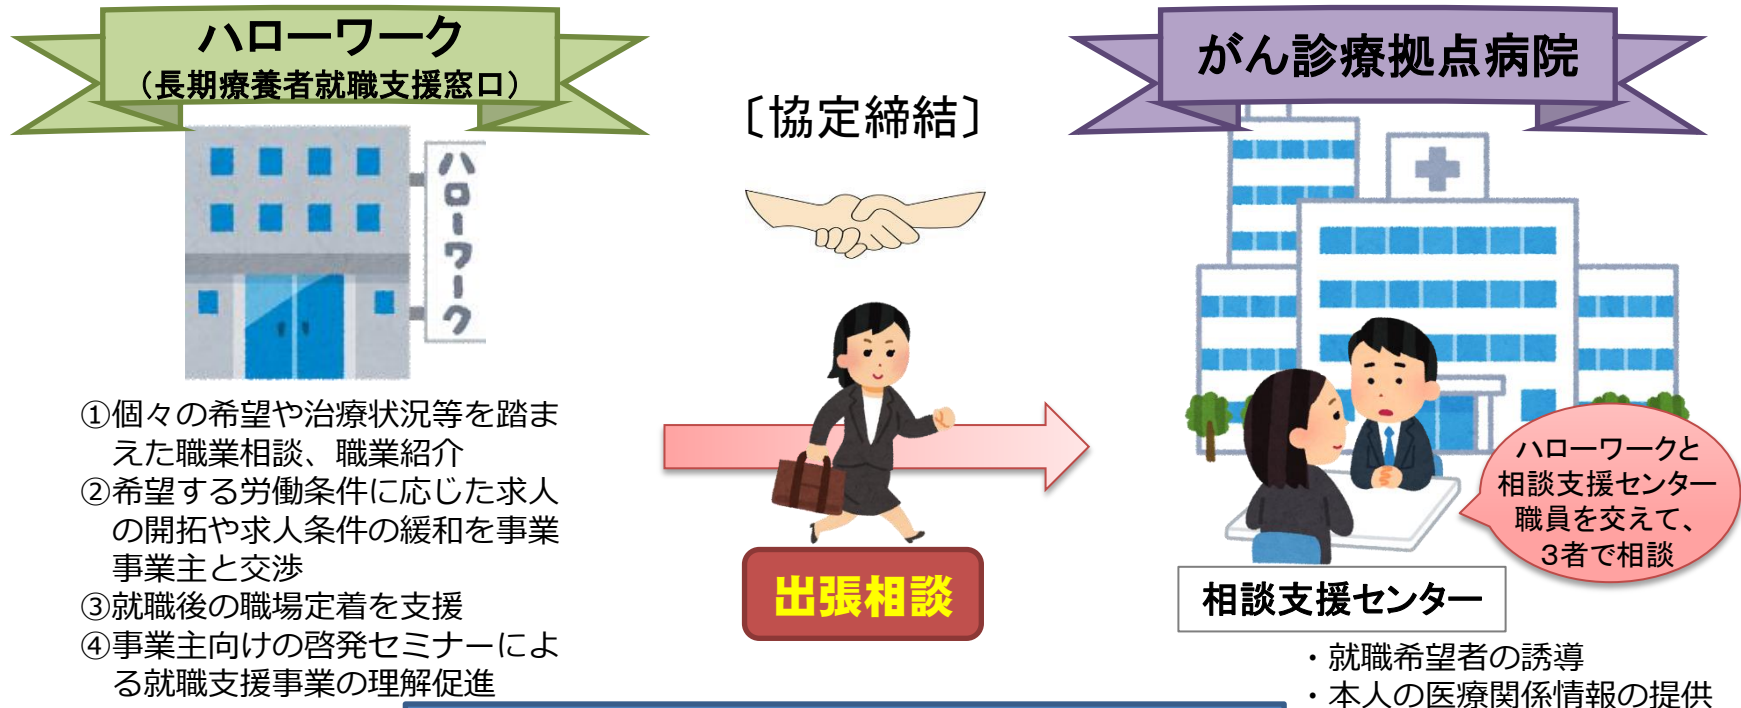 ハローワーク
（長期療養者就職支援窓口）
ハローワーク
①個々の希望や治療状況等を踏ま
えた職業相談、職業紹介
②希望する労働条件に応じた求人
の開拓や求人条件の緩和を事業
事業主と交渉
③就職後の職場定着を支援
④事業主向けの啓発セミナーによ
る就職支援事業の理解促進
〔協定締結〕
出張相談
がん診療拠点病院
ハローワークと
相談支援センター
職員を交えて、
３者で相談
相談支援センター
・就職希望者の誘導
・本人の医療関係情報の提供